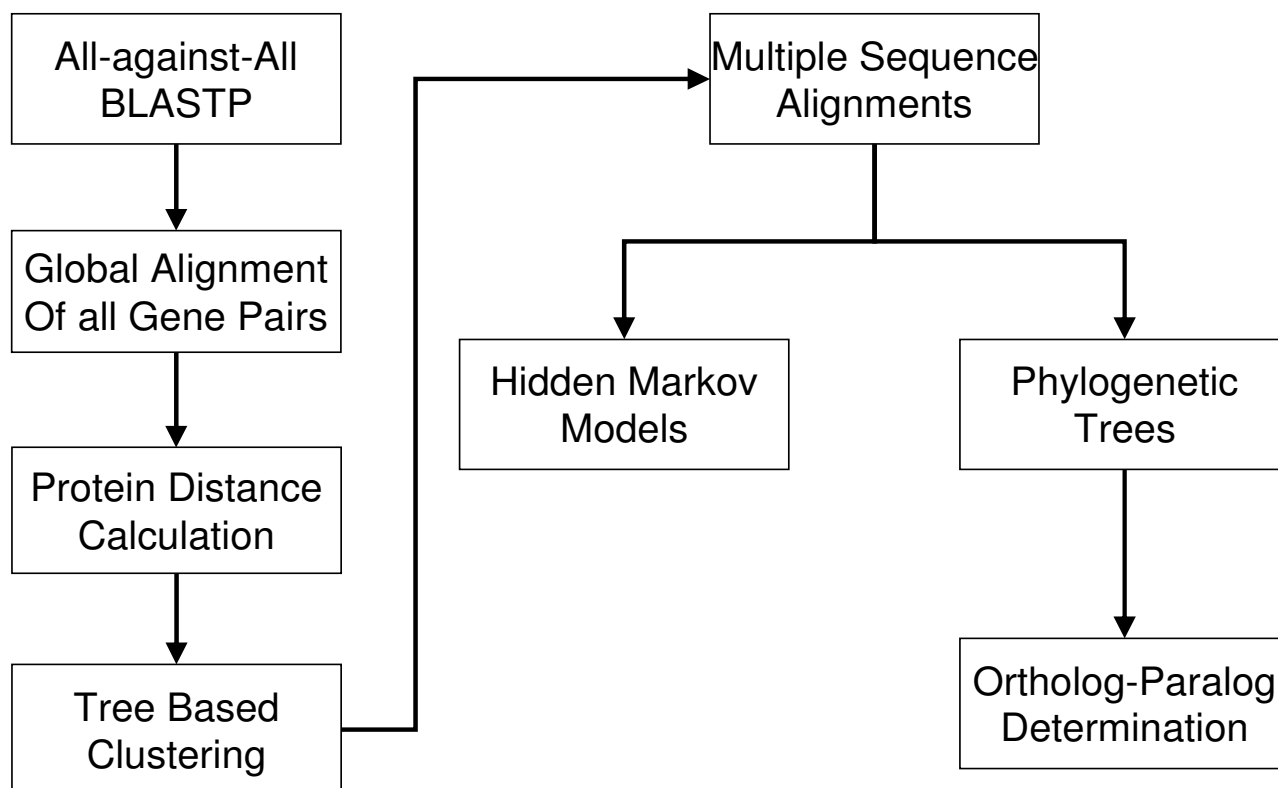 All-against-All
BLASTP
Global Alignment
Of all Gene Pairs
Protein Distance
Calculation
Tree Based
Clustering
Multiple Sequence
Alignments
Hidden Markov
Models
Phylogenetic
Trees
Ortholog-Paralog
Determination